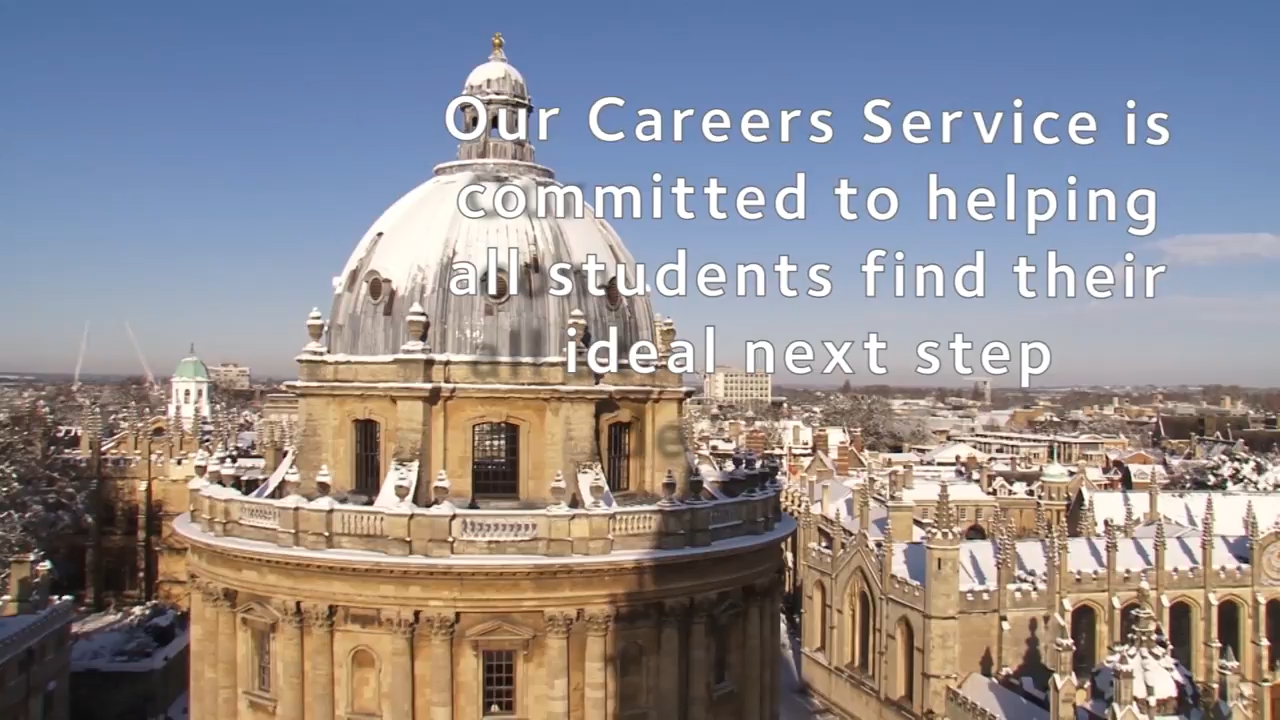 Our Careers Service is
committed to helping
all students find their
ideal next step